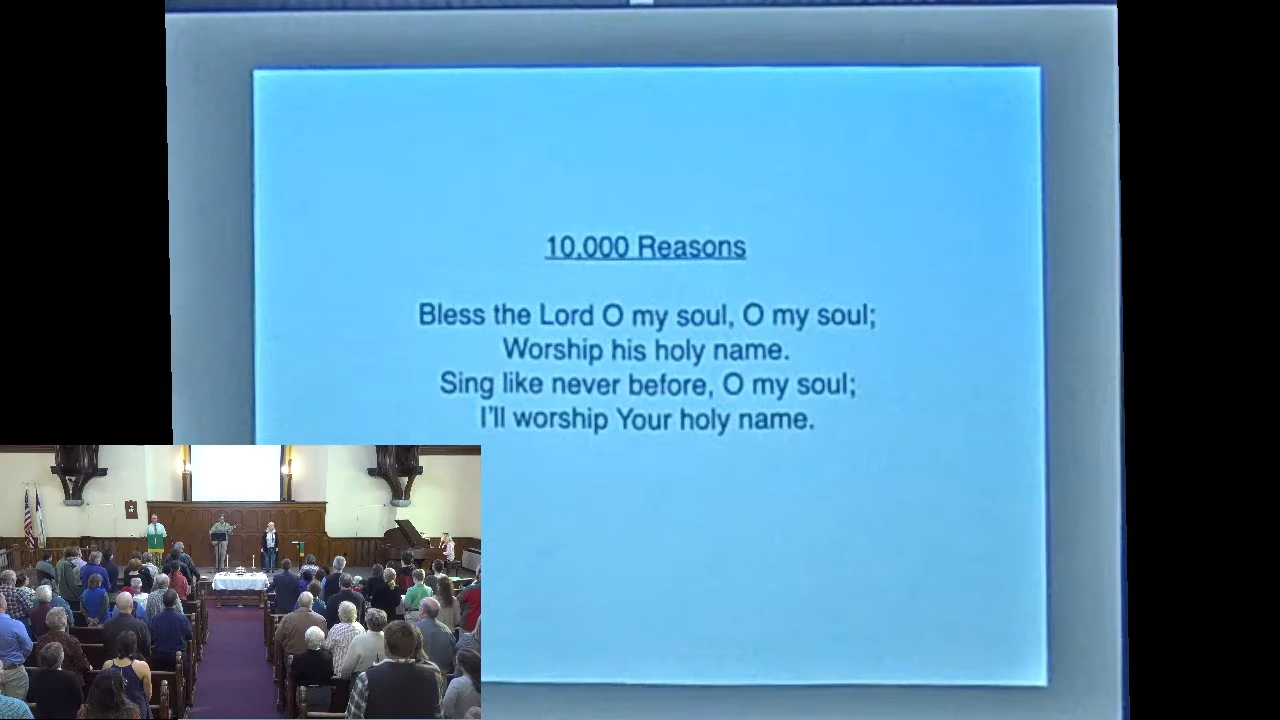 10,000 Reasons
Bless the Lord O my soul, O my soul;
Worship his holy name.
Sing like never before, O my soul;
I'll worship Your holy name.